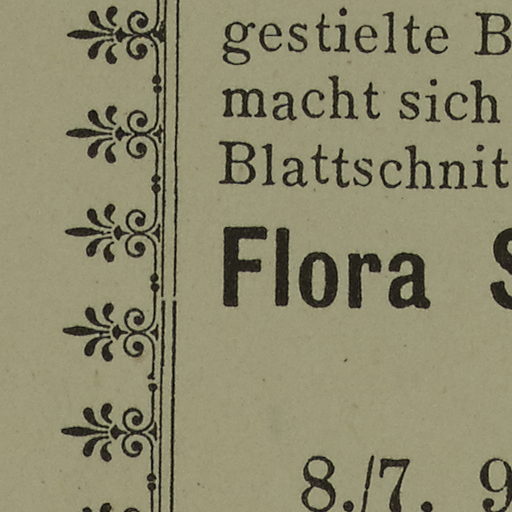 gestielte B
macht sich
Blattschnit
Flora S
8./7. 9